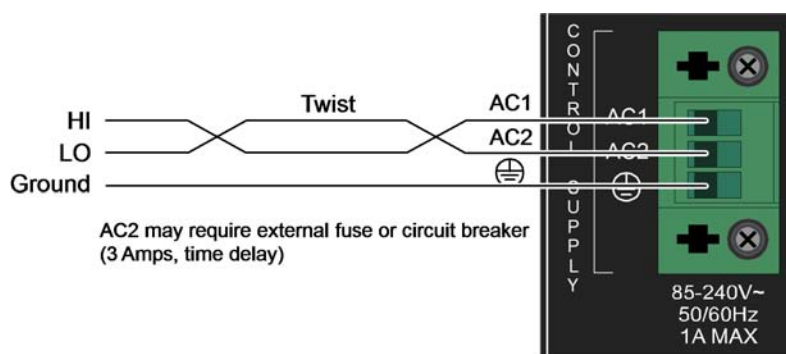 HI
LO
Ground
Twist
AC1
AC2
AC2 may require external fuse or circuit breaker
(3 Amps, time delay)
CONTROL SUPPLY
AC1
AC2
85-240V~
50/60Hz
1A MAX